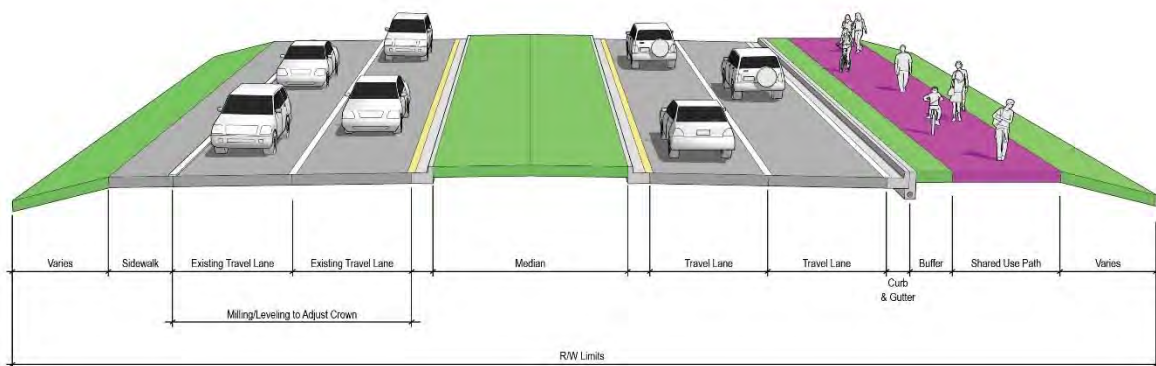 Varies
Sidewalk
Existing Travel Lane
Existing Travel Lane
Median
Travel Lane
Travel Lane
Curb
& Gutter
Buffer
Shared Use Path
Varies
Milling/Leveling to Adjust Crown
R/W Limits